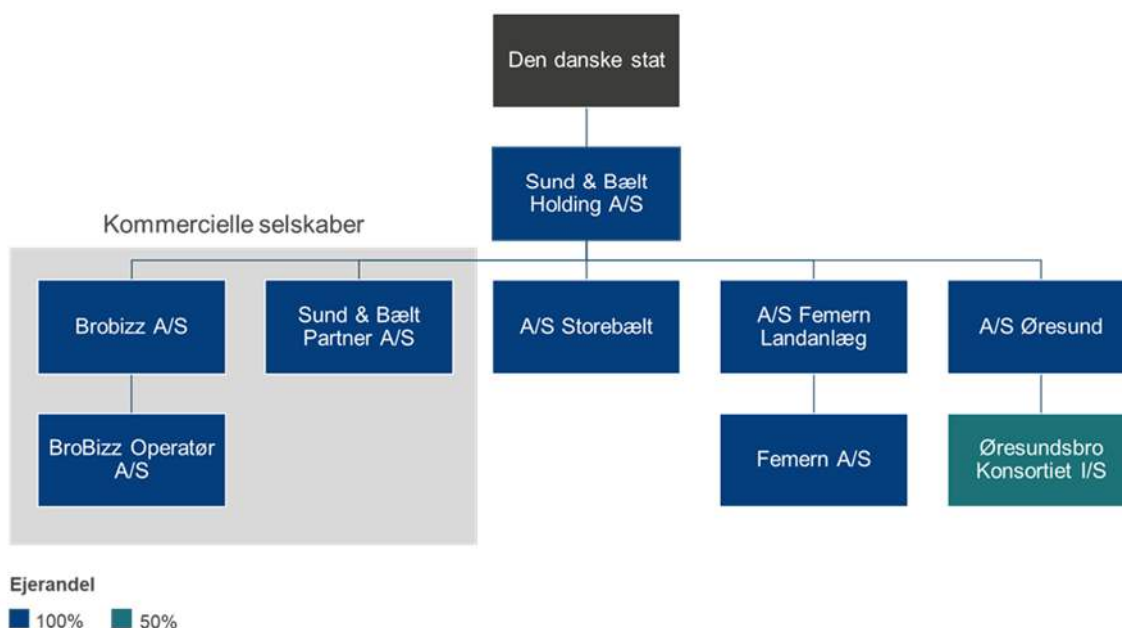 Den danske stat
Sund & Bælt
Holding A/S
Kommercielle selskaber
Brobizz A/S
Sund & Bælt
Partner A/S
A/S Storebælt
A/S Femern
Landanlæg
A/S Øresund
BroBizz Operatør
A/S
Femern A/S
Øresundsbro
Konsortiet I/S
Ejerandel
100%
50%